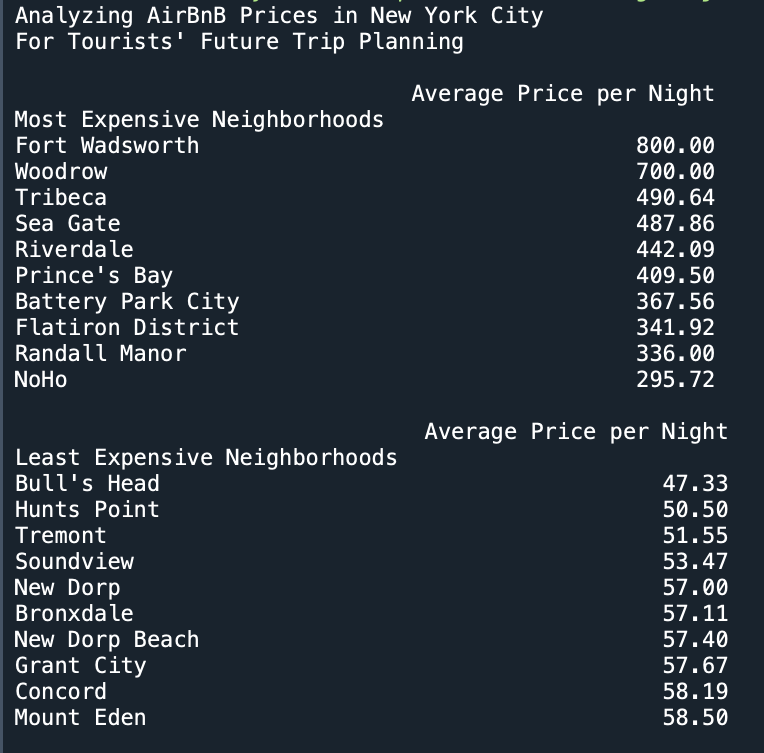 Analyzing AirBnB Prices in New York City
For Tourists' Future Trip Planning
Average Price per Night
Most Expensive Neighborhoods
Fort Wadsworth 800.00
Woodrow 700.00
Tribeca 490.64
Sea Gate 487.86
Riverdale 442.09
Prince's Bay 409.50
Battery Park City 367.56
Flatiron District 341.92
Randall Manor 336.00
NoHo 295.72
Average Price per Night
Least Expensive Neighborhoods
Bull's Head 47.33
Hunts Point 50.50
Tremont 51.55
Soundview 53.47
New Dorp 57.00
Bronxdale 57.11
New Dorp Beach 57.40
Grant City 57.67
Concord 58.19
Mount Eden 58.50